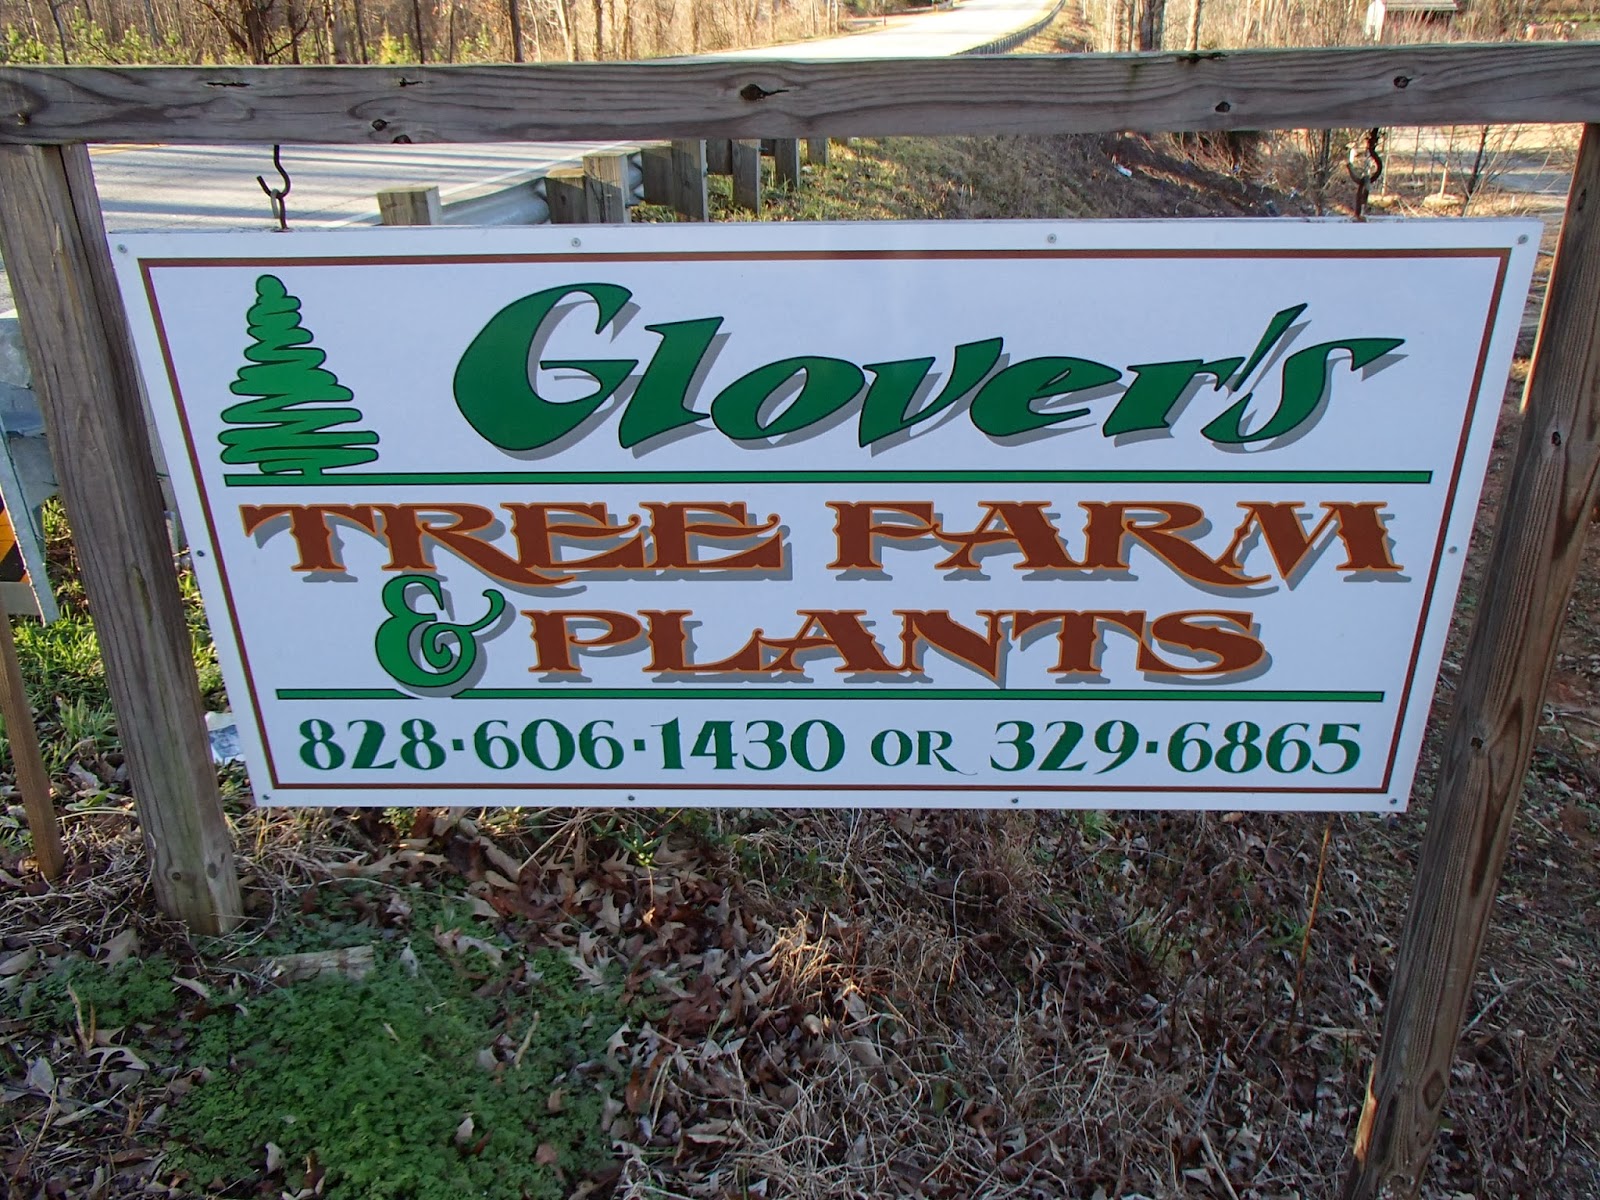 Glover's
TREE FARM
& PLANTS
828·606·1430 OR 329·6865